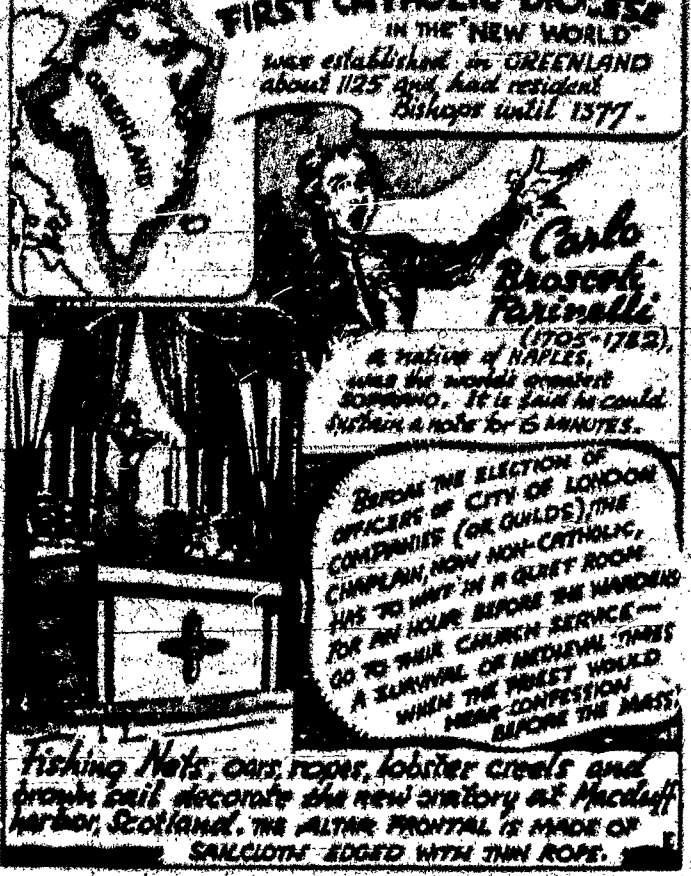 FIRST CATHOLIC DIOCESE
IN THE "NEW WORLD"
was established in GREENLAND
about 1125 and had resident
Bishops until 1377.
GREENLAND
Carlo
Broscoli
Farinelli
(1705-1782),
a native of NAPLES,
was the worlds greatest
SOPRANO. It is said he could
sustain a note for 15 MINUTES.
BEFORE THE ELECTION OF
OFFICERS OF CITY OF LONDON
COMPANIES (OR GUILDS), THE
CHAPLAIN, NOW NON-CATHOLIC,
HAS TO WAIT IN A QUIET ROOM
FOR AN HOUR BEFORE THE WARDENS
GO TO THEIR CHURCH SERVICE—
A SURVIVAL OF MEDIEVAL TIMES
WHEN THE PRIEST WOULD
HEAR CONFESSION
BEFORE THE MASS.
Fishing Nets, oars, ropes, lobster creels and
brown sail decorate the new oratory at Macduff
harbor, Scotland. THE ALTAR FRONTAL IS MADE OF
SAILCLOTH EDGED WITH THIN ROPE.